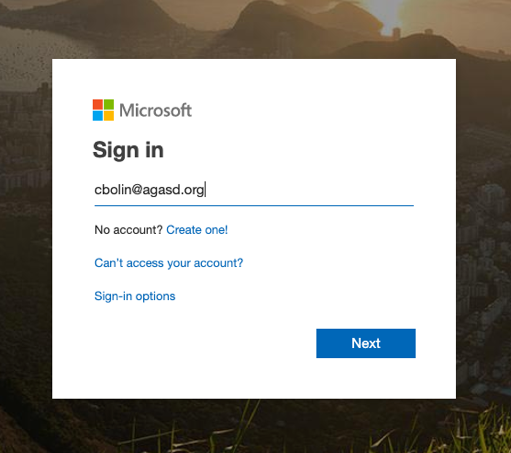 Microsoft
Sign in
cbolin@agasd.org
No account? Create one!
Can't access your account?
Sign-in options
Next